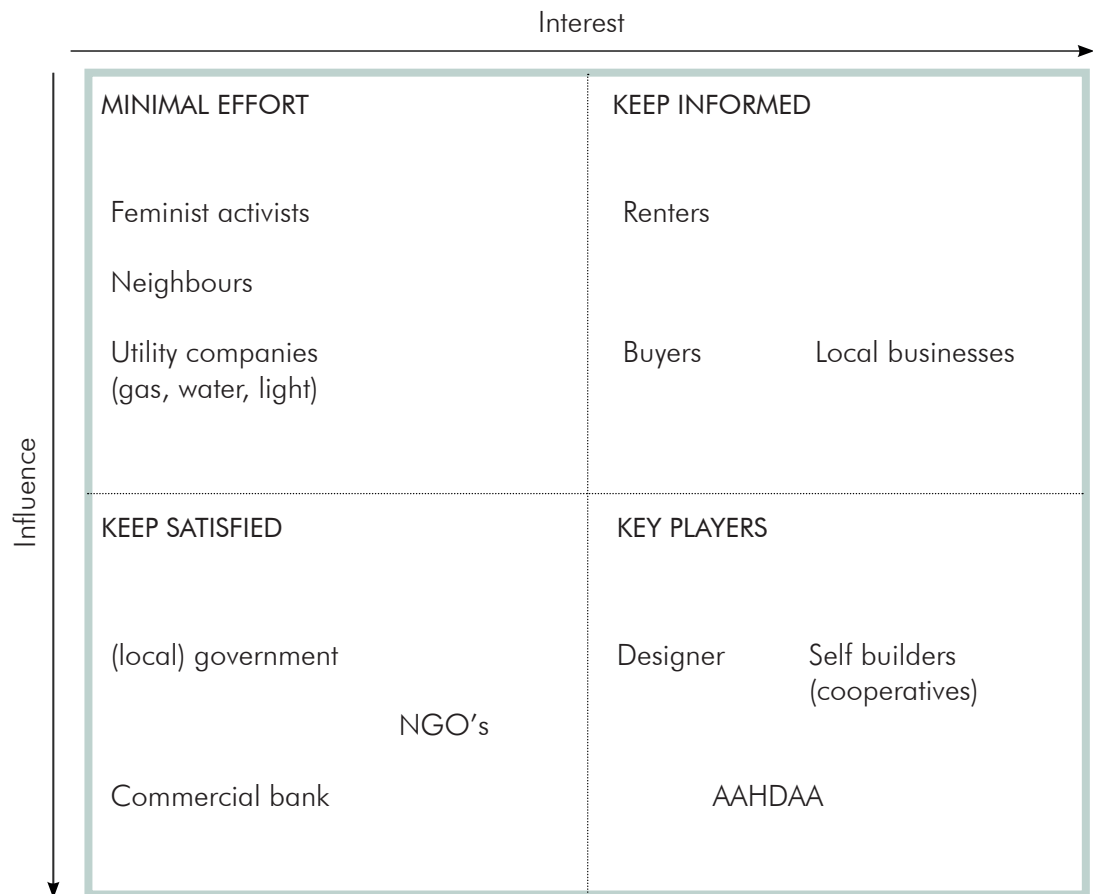 Interest
Influence
MINIMAL EFFORT
Feminist activists
Neighbours
Utility companies
(gas, water, light)
KEEP INFORMED
Renters
Buyers
Local businesses
KEEP SATISFIED
(local) government
NGO's
Commercial bank
KEY PLAYERS
Designer
Self builders
(cooperatives)
AAHDAA